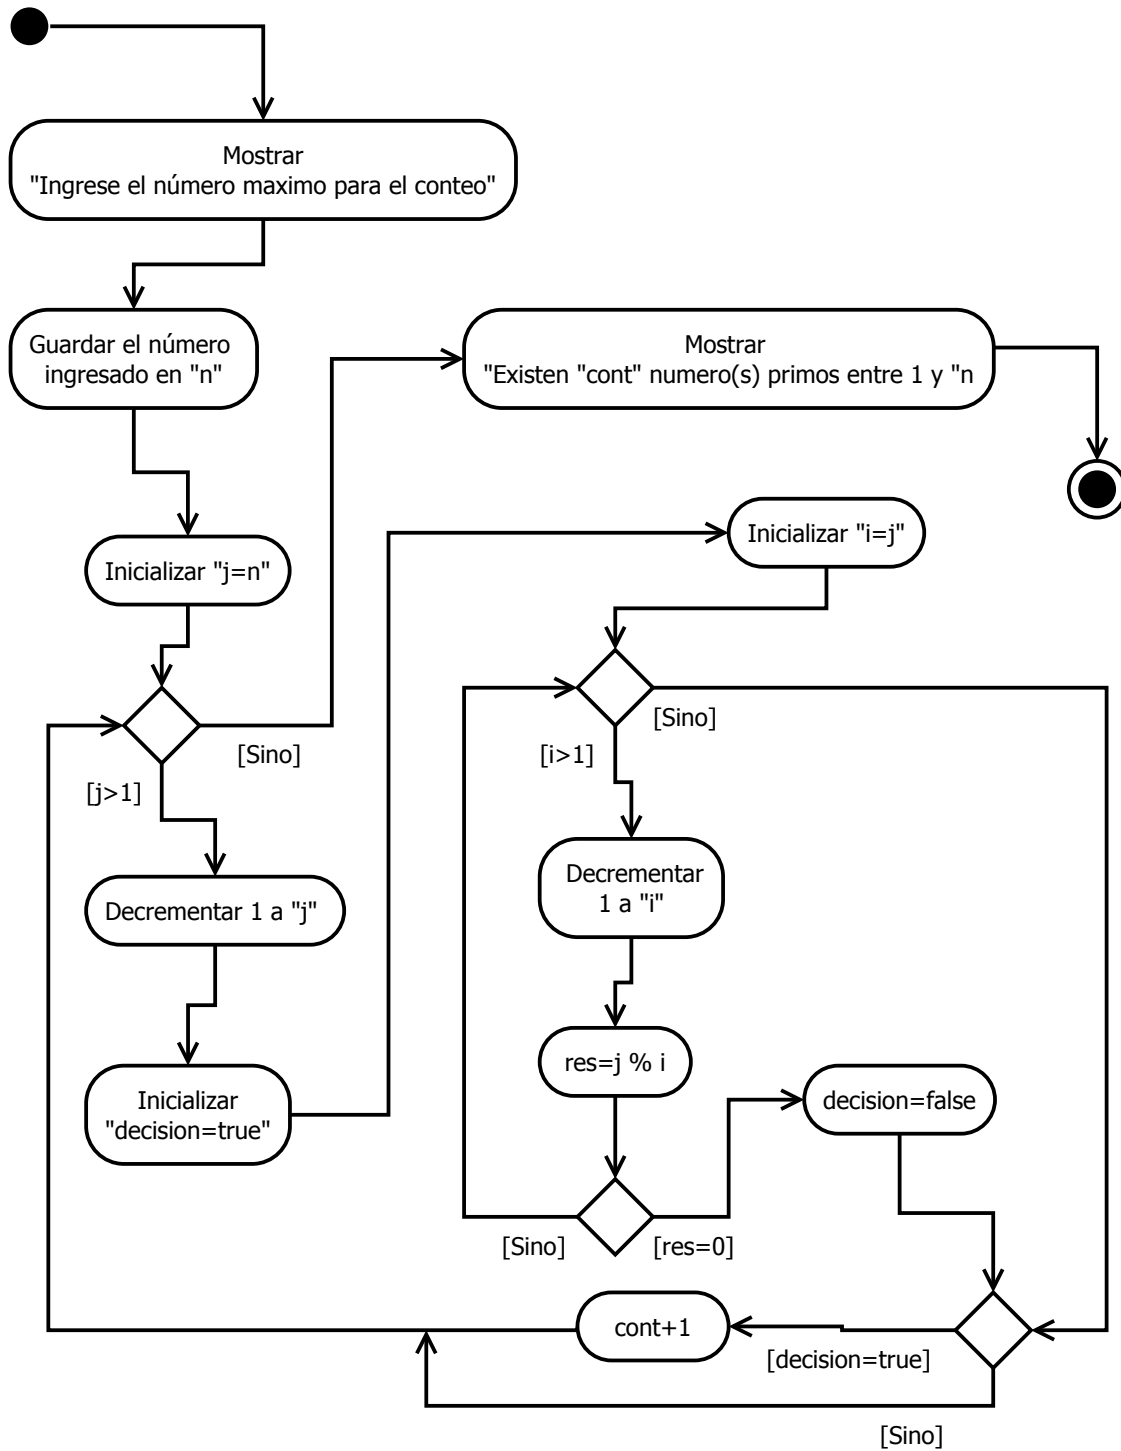 Mostrar
"Ingrese el número maximo para el conteo"
Guardar el número
ingresado en "n"
Mostrar
"Existen "cont" numero(s) primos entre 1 y "n
Inicializar "j=n"
Inicializar "i=j"
[Sino]
[j>1]
[Sino]
[i>1]
Decrementar 1 a "j"
Decrementar
1 a "i"
Inicializar
"decision=true"
res=j % i
decision=false
[Sino]
[res=0]
cont+1
[decision=true]
[Sino]